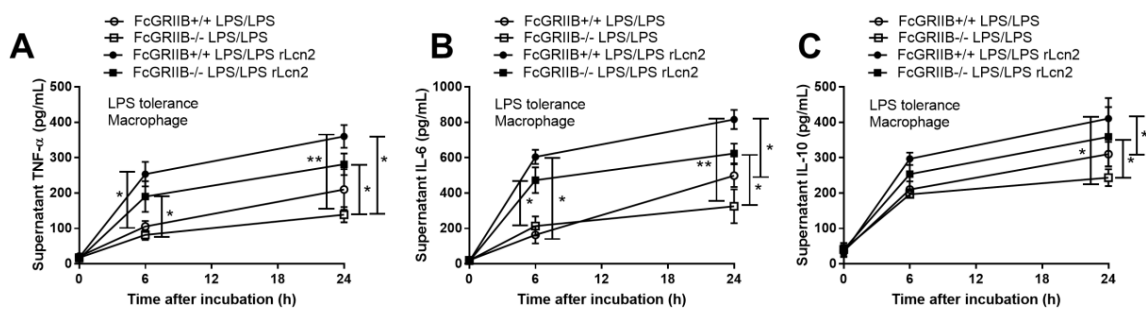 A
FcGRIIB+/+ LPS/LPS
FcGRIIB-/- LPS/LPS
FcGRIIB+/+ LPS/LPS rLcn2
FcGRIIB-/- LPS/LPS rLcn2
Supernatant TNF-α (pg/mL)
500
400
300
200
100
0
LPS tolerance
Macrophage
*
*
**
*
*
0
6
12
18
24
Time after incubation (h)
B
FcGRIIB+/+ LPS/LPS
FcGRIIB-/- LPS/LPS
FcGRIIB+/+ LPS/LPS rLcn2
FcGRIIB-/- LPS/LPS rLcn2
Supernatant IL-6 (pg/mL)
1000
800
600
400
200
0
LPS tolerance
Macrophage
*
*
**
*
*
0
6
12
18
24
Time after incubation (h)
C
FcGRIIB+/+ LPS/LPS
FcGRIIB-/- LPS/LPS
FcGRIIB+/+ LPS/LPS rLcn2
FcGRIIB-/- LPS/LPS rLcn2
Supernatant IL-10 (pg/mL)
500
400
300
200
100
0
LPS tolerance
Macrophage
*
*
*
0
6
12
18
24
Time after incubation (h)